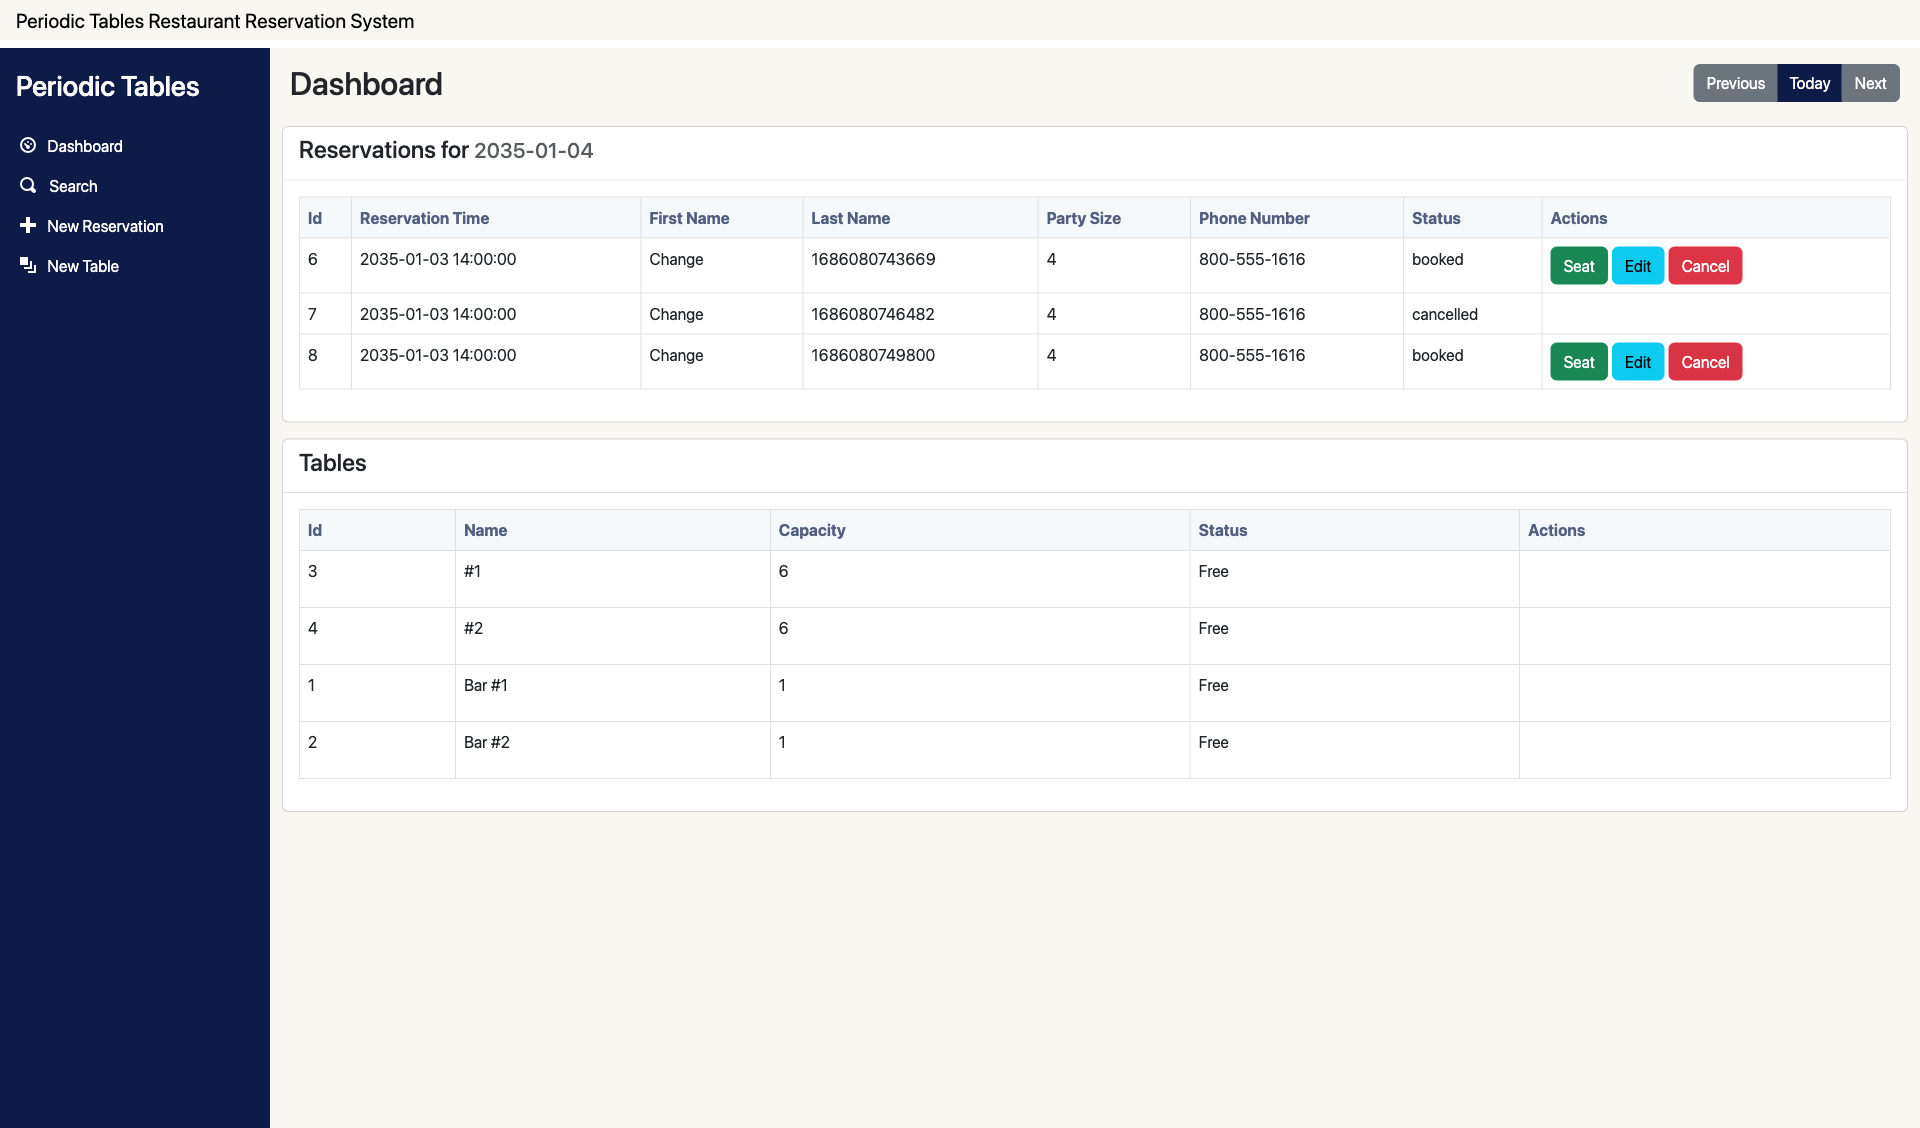 Periodic Tables Restaurant Reservation System
Periodic Tables
Dashboard
Search
New Reservation
New Table
Dashboard
Previous Today Next
Reservations for 2035-01-04
Id Reservation Time First Name Last Name Party Size Phone Number Status Actions
6 2035-01-03 14:00:00 Change 1686080743669 4 800-555-1616 booked Seat Edit Cancel
7 2035-01-03 14:00:00 Change 1686080746482 4 800-555-1616 cancelled
8 2035-01-03 14:00:00 Change 1686080749800 4 800-555-1616 booked Seat Edit Cancel
Tables
Id Name Capacity Status Actions
3 #1 6 Free
4 #2 6 Free
1 Bar #1 1 Free
2 Bar #2 1 Free